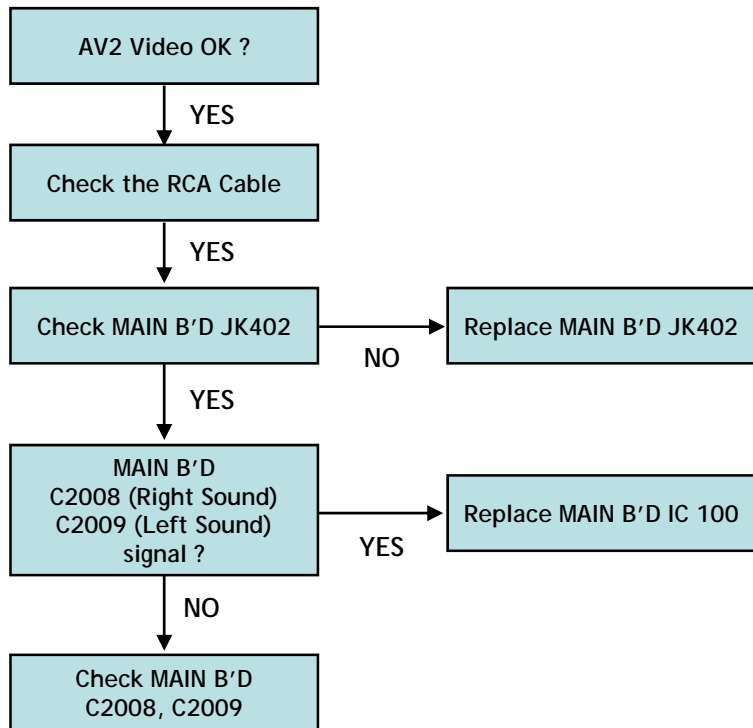 AV2 Video OK ?
YES
Check the RCA Cable
YES
Check MAIN B’D JK402
NO
Replace MAIN B’D JK402
YES
MAIN B’D
C2008 (Right Sound)
C2009 (Left Sound)
signal ?
YES
Replace MAIN B’D IC 100
NO
Check MAIN B’D
C2008, C2009